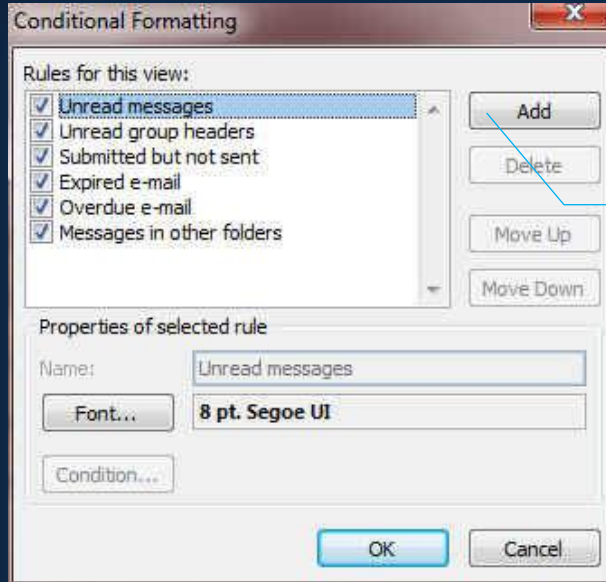 Conditional Formatting
Rules for this view:
Unread messages
Unread group headers
Submitted but not sent
Expired e-mail
Overdue e-mail
Messages in other folders
Add
Delete
Move Up
Move Down
Properties of selected rule
Name: Unread messages
Font... 8 pt. Segoe UI
Condition...
OK Cancel